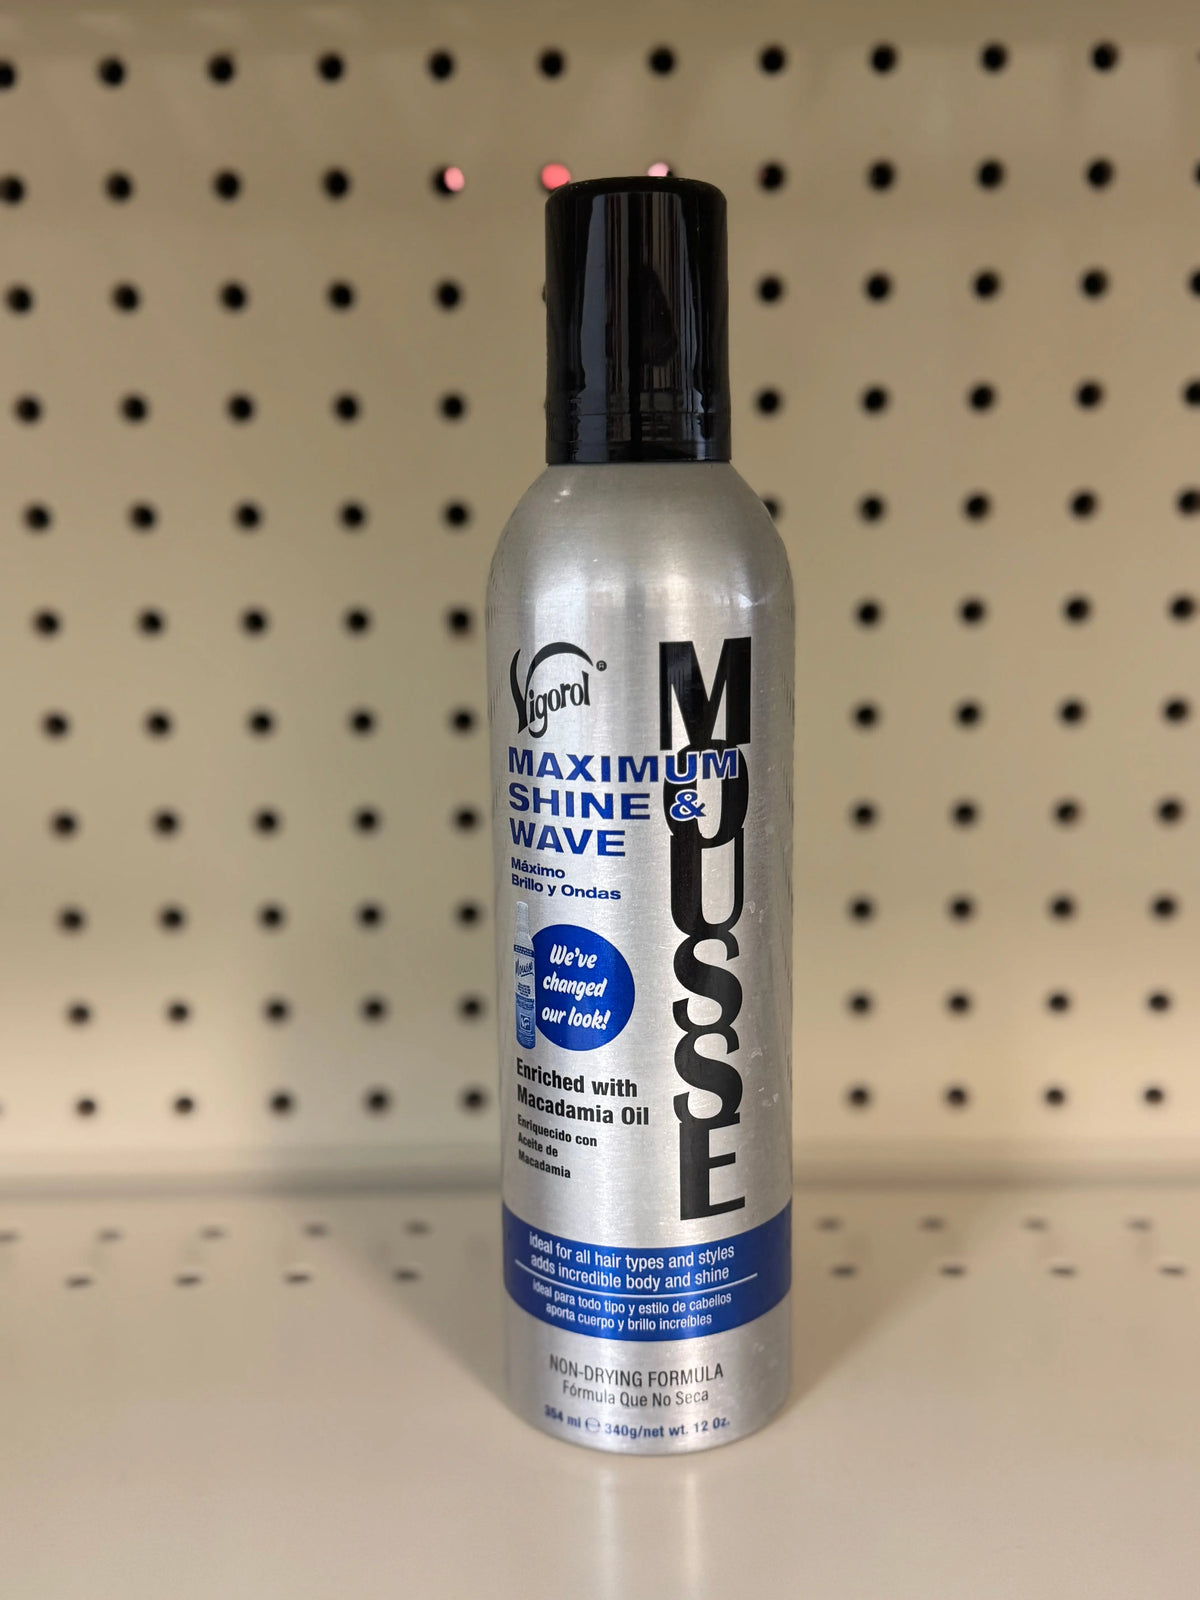 Vigorol®
MOUSSE
MAXIMUM
SHINE &
WAVE
Máximo
Brillo y Ondas
We've
changed
our look!
Enriched with
Macadamia Oil
Enriquecido con
Aceite de
Macadamia
ideal for all hair types and styles
adds incredible body and shine
ideal para todo tipo y estilo de cabellos
aporta cuerpo y brillo increíbles
NON-DRYING FORMULA
Fórmula Que No Seca
354 ml ℮ 340g/net wt. 12 Oz.